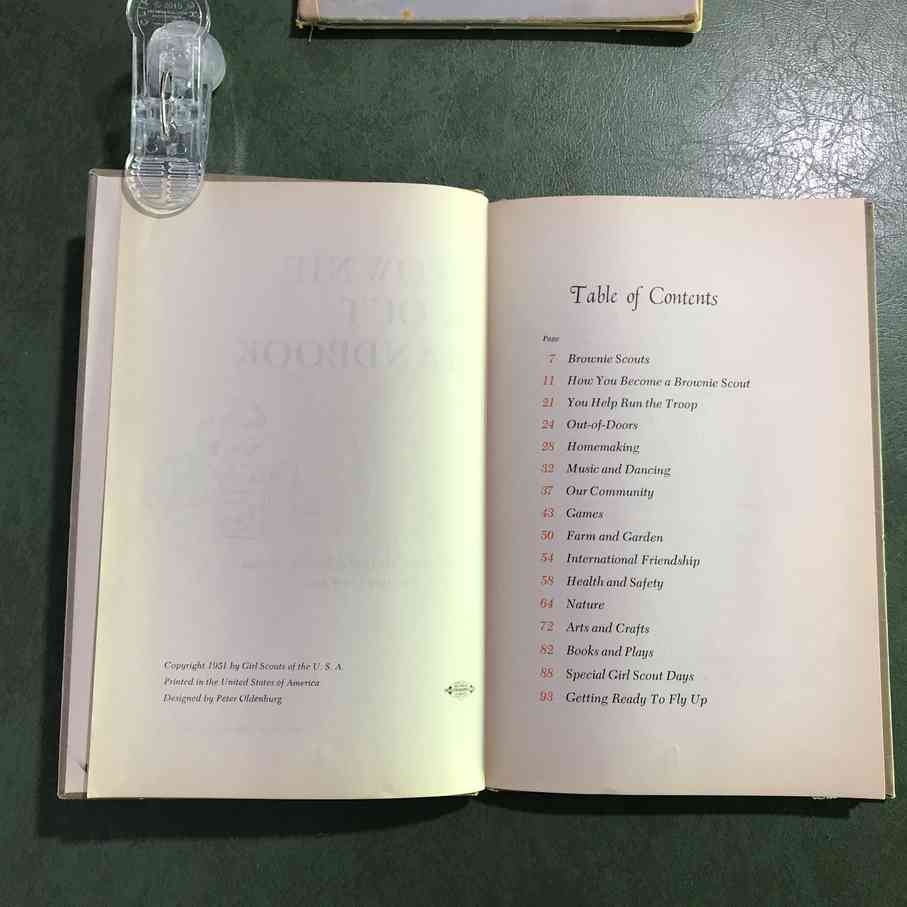 Copyright 1951 by Girl Scouts of the U. S. A.
Printed in the United States of America
Designed by Peter Oldenburg
Table of Contents
Page
7 Brownie Scouts
11 How You Become a Brownie Scout
21 You Help Run the Troop
24 Out-of-Doors
28 Homemaking
32 Music and Dancing
37 Our Community
43 Games
50 Farm and Garden
54 International Friendship
58 Health and Safety
64 Nature
72 Arts and Crafts
82 Books and Plays
88 Special Girl Scout Days
93 Getting Ready To Fly Up